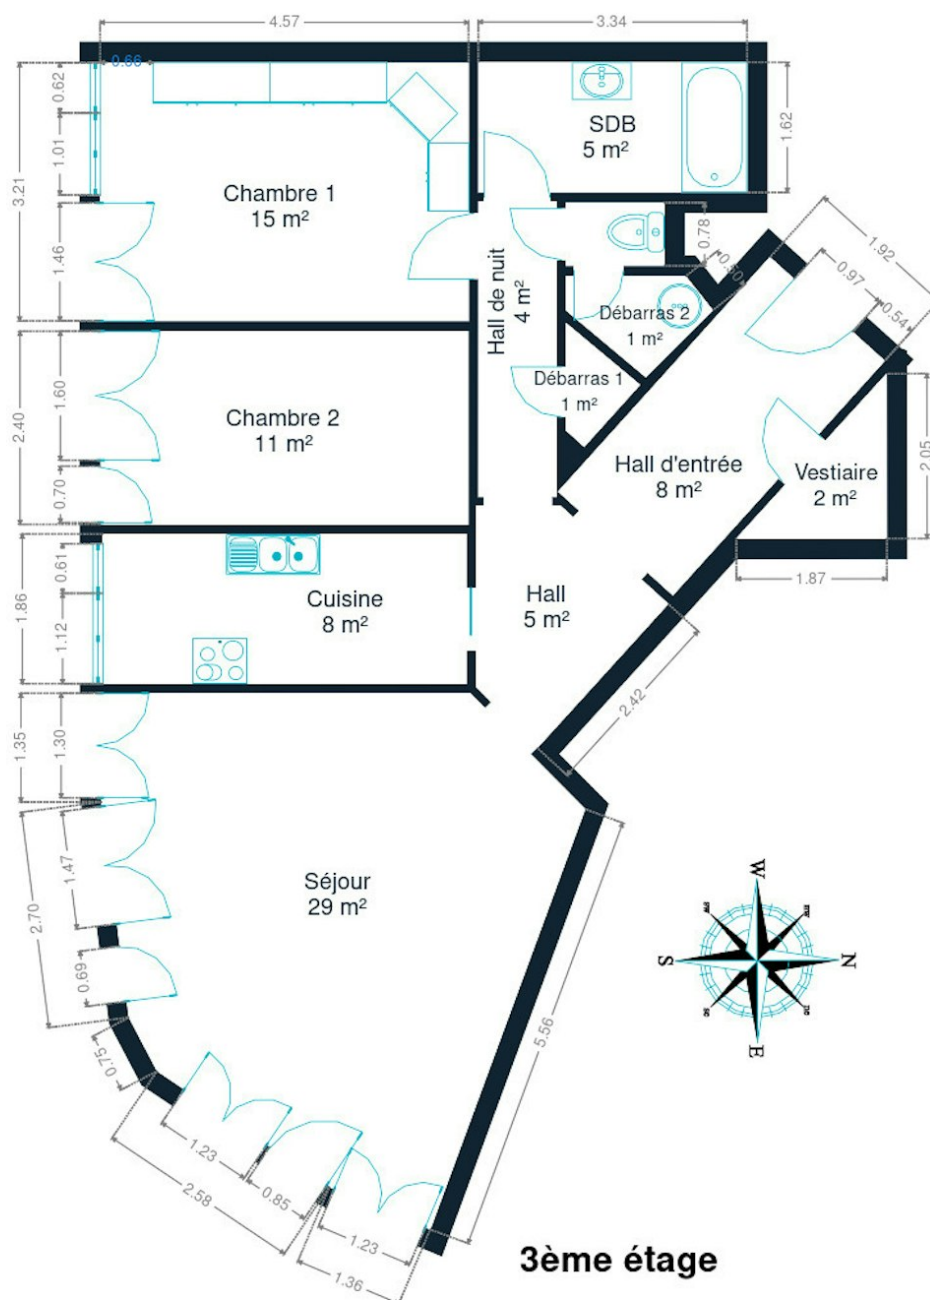 4.57
3.34
0.66
0.62
1.01
3.21
1.46
Chambre 1
15 m²
SDB
5 m²
1.62
0.78
0.50
1.92
0.97
0.54
Hall de nuit
4 m²
Débarras 2
1 m²
Débarras 1
1 m²
1.60
2.40
0.70
Chambre 2
11 m²
Hall d'entrée
8 m²
Vestiaire
2 m²
2.05
1.87
0.61
1.86
1.12
Cuisine
8 m²
Hall
5 m²
2.42
1.35
1.30
1.47
2.70
0.69
0.75
Séjour
29 m²
5.56
W
S
N
E
1.23
2.58
0.85
1.23
1.36
3ème étage